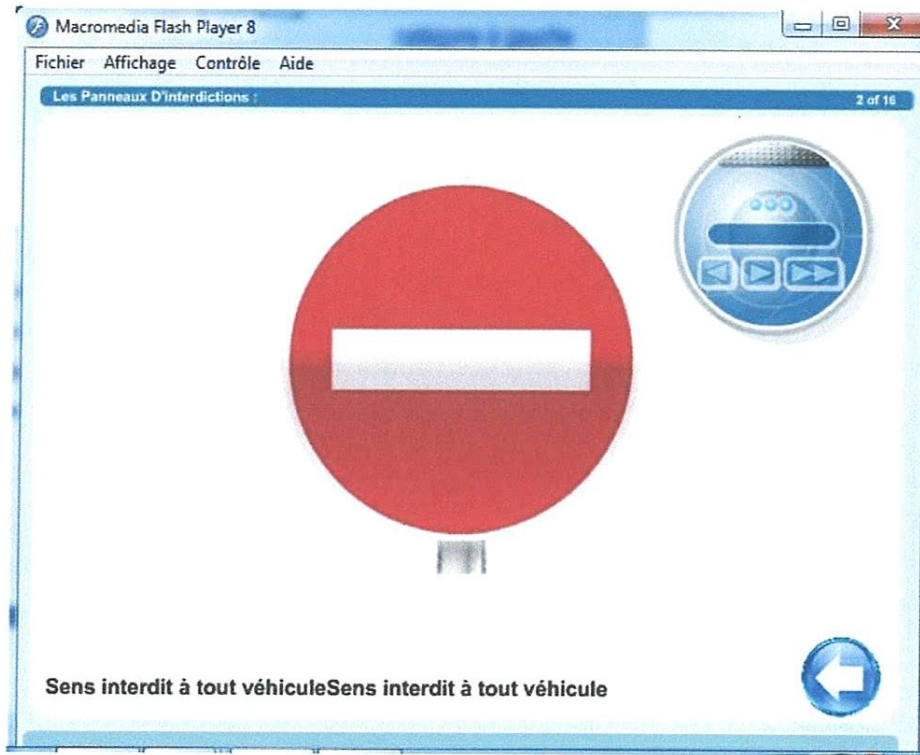 Macromedia Flash Player 8
Fichier Affichage Contrôle Aide
Les Panneaux D'interdictions :
2 of 16
Sens interdit à tout véhiculeSens interdit à tout véhicule